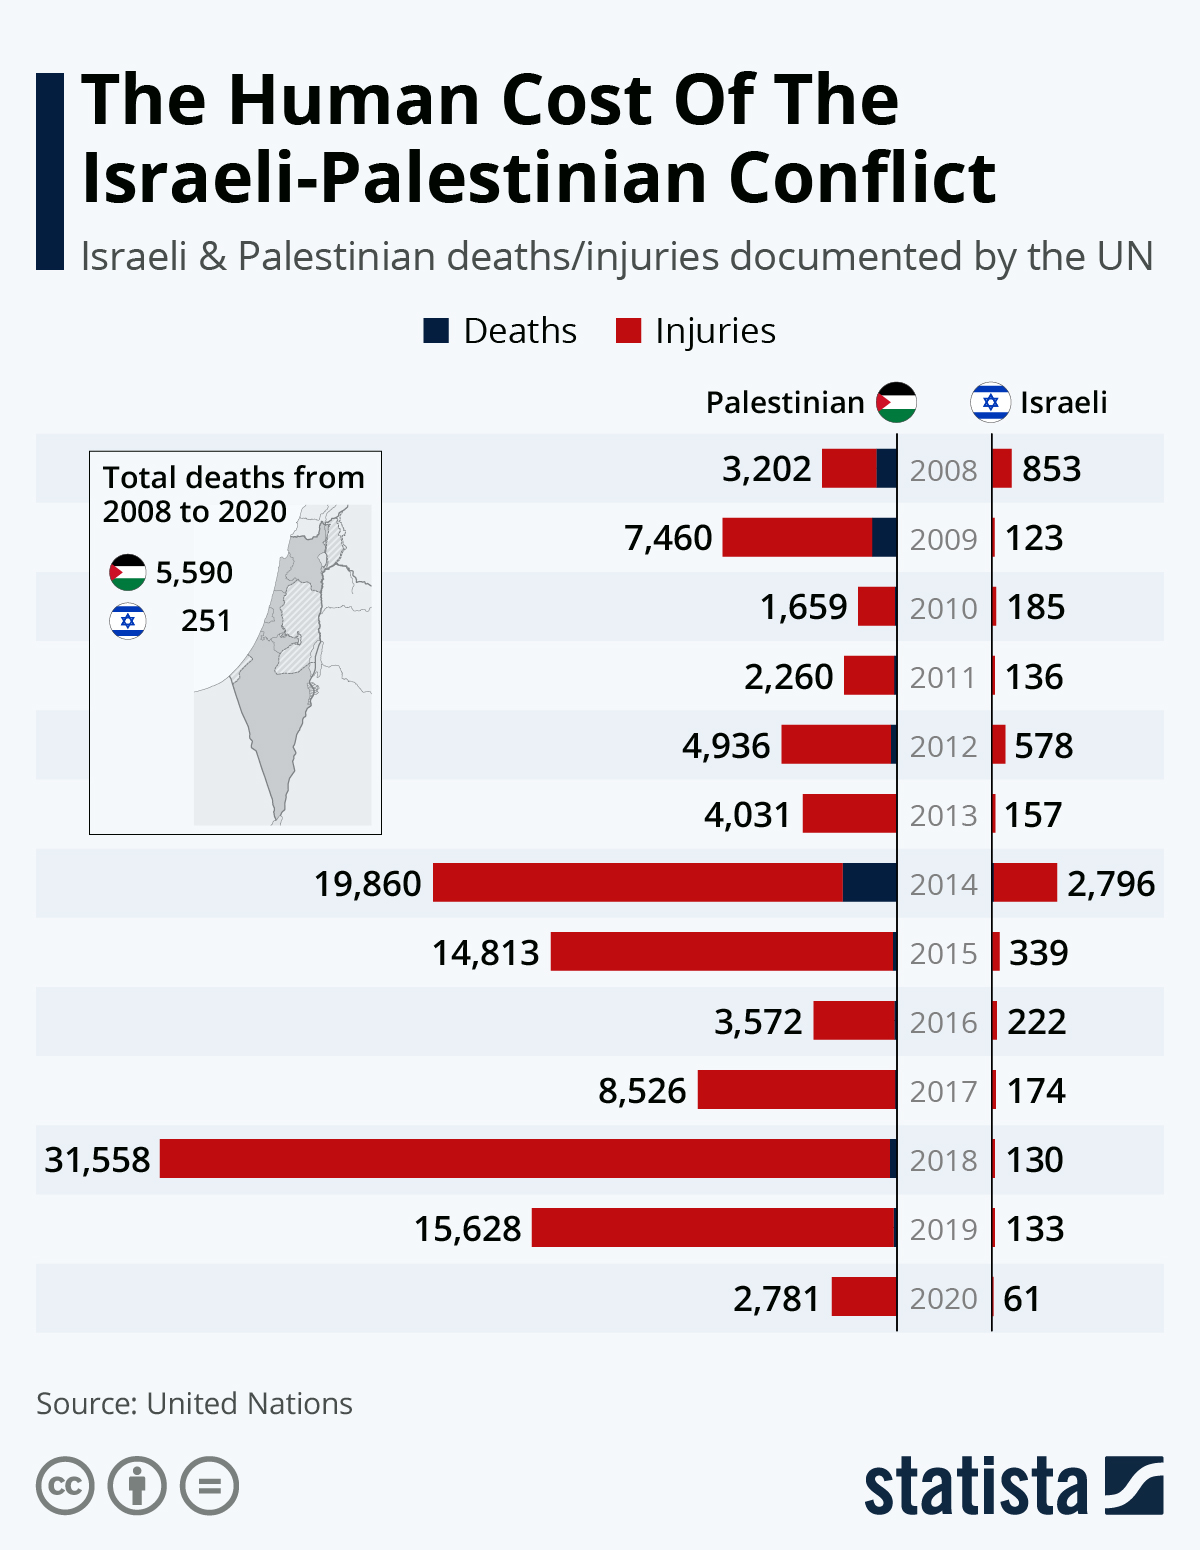 The Human Cost Of The
Israeli-Palestinian Conflict
Israeli & Palestinian deaths/injuries documented by the UN
Deaths Injuries
Palestinian Israeli
Total deaths from
2008 to 2020
5,590
251
3,202 2008 853
7,460 2009 123
1,659 2010 185
2,260 2011 136
4,936 2012 578
4,031 2013 157
19,860 2014 2,796
14,813 2015 339
3,572 2016 222
8,526 2017 174
31,558 2018 130
15,628 2019 133
2,781 2020 61
Source: United Nations
cc = statista